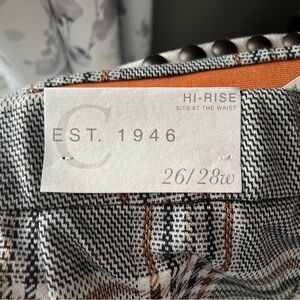 HI-RISE
SITS AT THE WAIST
C
EST. 1946
26/28w